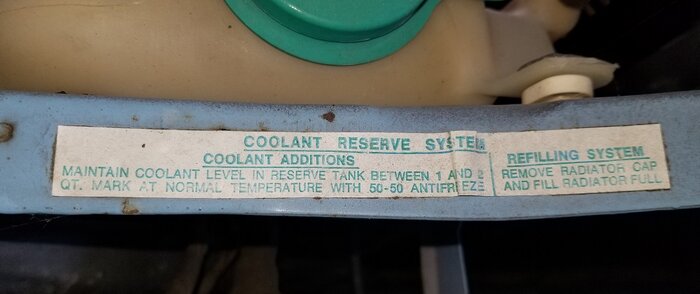 COOLANT RESERVE SYSTEM
COOLANT ADDITIONS
MAINTAIN COOLANT LEVEL IN RESERVE TANK BETWEEN 1 AND 2
QT. MARK AT NORMAL TEMPERATURE WITH 50-50 ANTIFREEZE
REFILLING SYSTEM
REMOVE RADIATOR CAP
AND FILL RADIATOR FULL